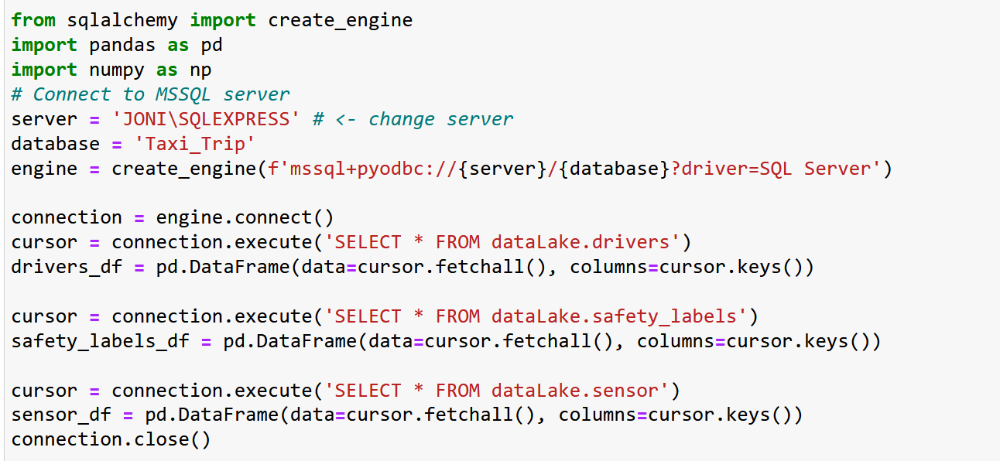 from sqlalchemy import create_engine
import pandas as pd
import numpy as np
# Connect to MSSQL server
server = 'JONI\SQLEXPRESS' # <- change server
database = 'Taxi_Trip'
engine = create_engine(f'mssql+pyodbc://{server}/{database}?driver=SQL Server')
connection = engine.connect()
cursor = connection.execute('SELECT * FROM dataLake.drivers')
drivers_df = pd.DataFrame(data=cursor.fetchall(), columns=cursor.keys())
cursor = connection.execute('SELECT * FROM dataLake.safety_labels')
safety_labels_df = pd.DataFrame(data=cursor.fetchall(), columns=cursor.keys())
cursor = connection.execute('SELECT * FROM dataLake.sensor')
sensor_df = pd.DataFrame(data=cursor.fetchall(), columns=cursor.keys())
connection.close()